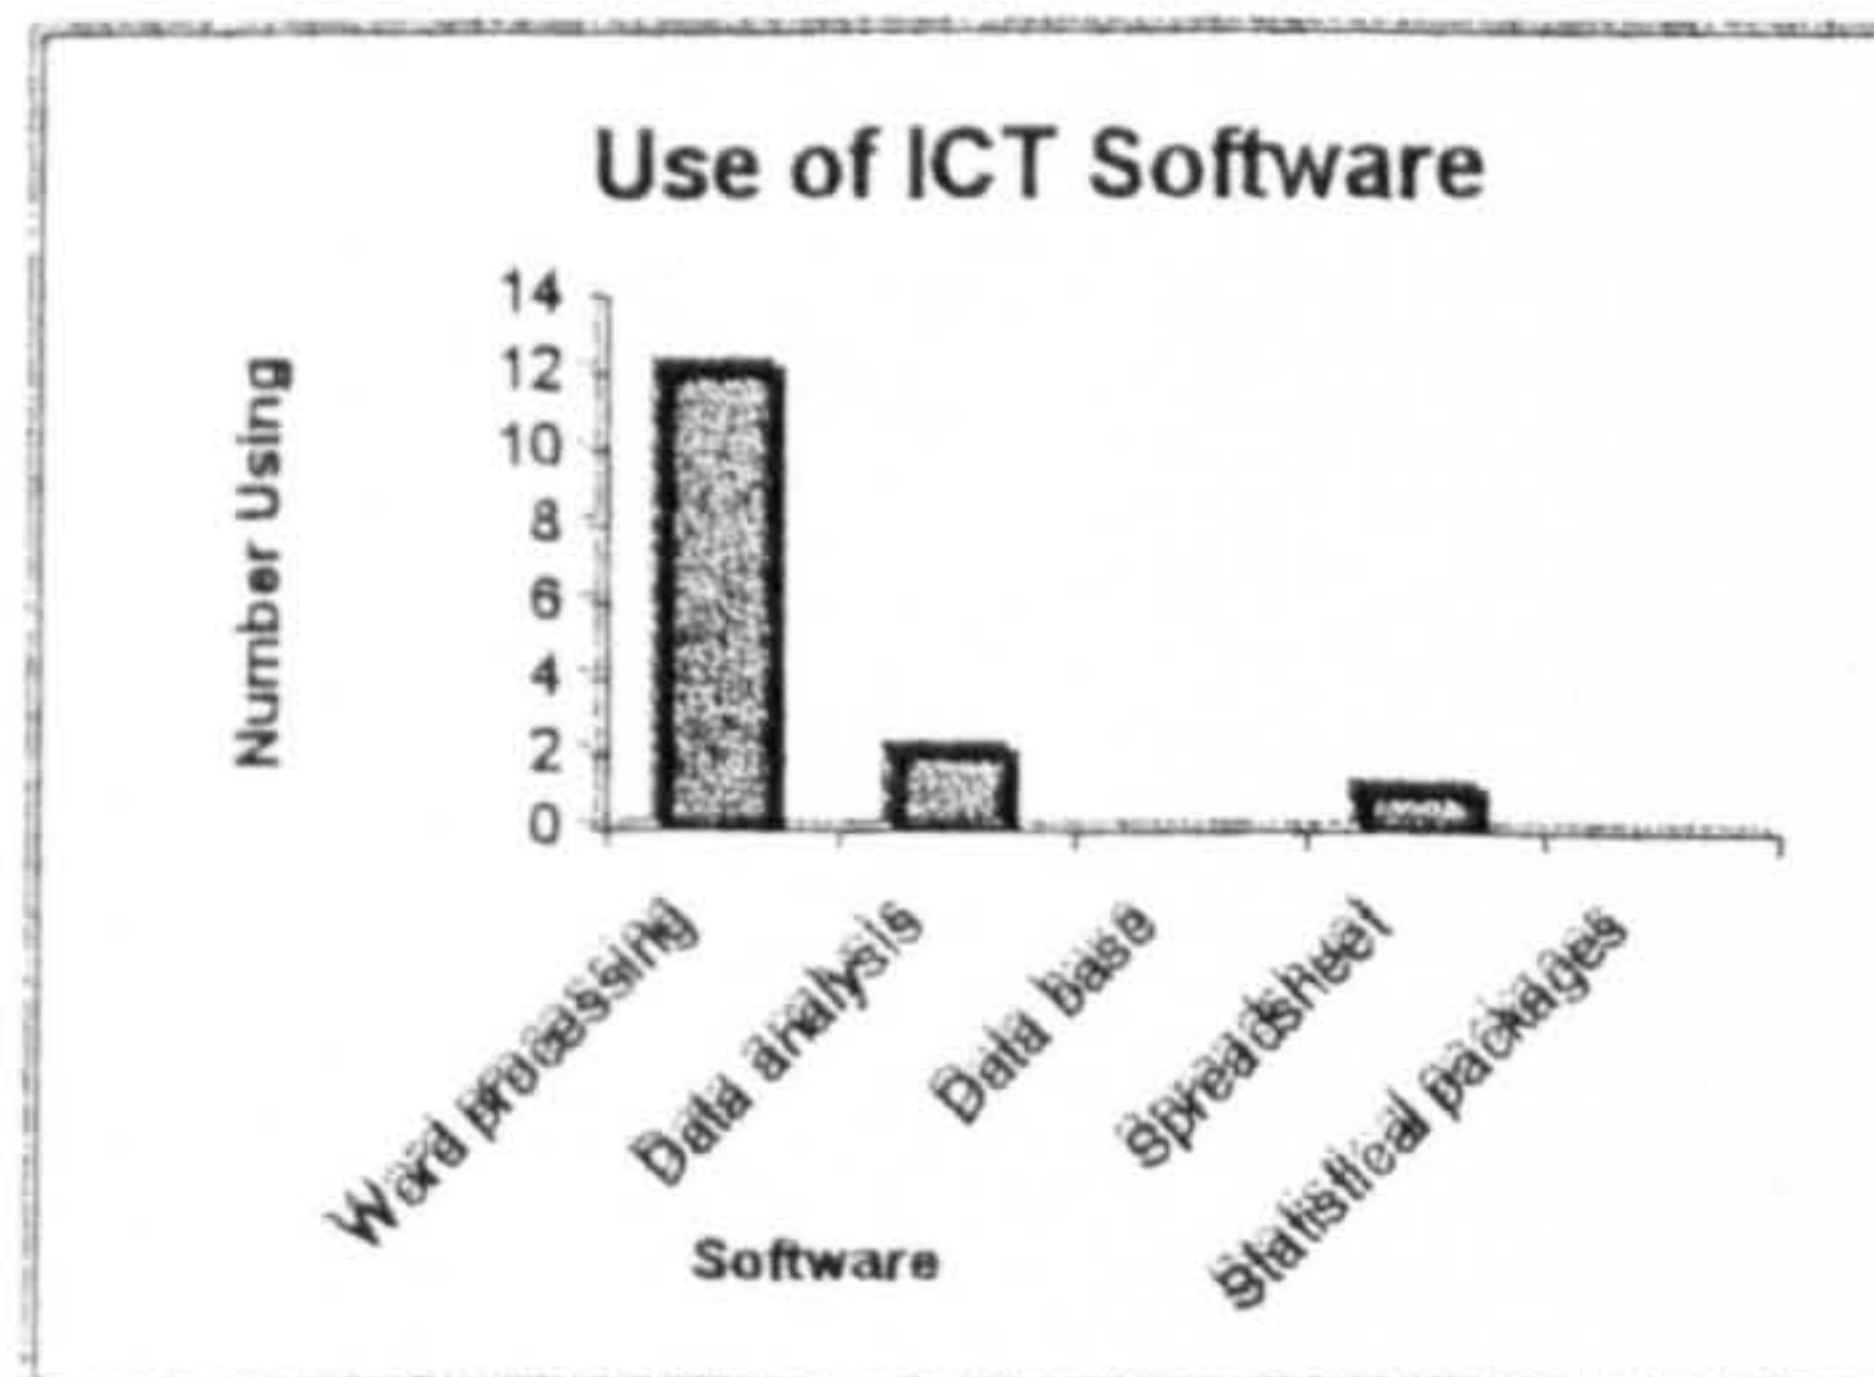 Use of ICT Software
Number Using
14
12
10
8
6
4
2
0
Word processing
Data analysis
Data base
Spreadsheet
Statistical packages
Software